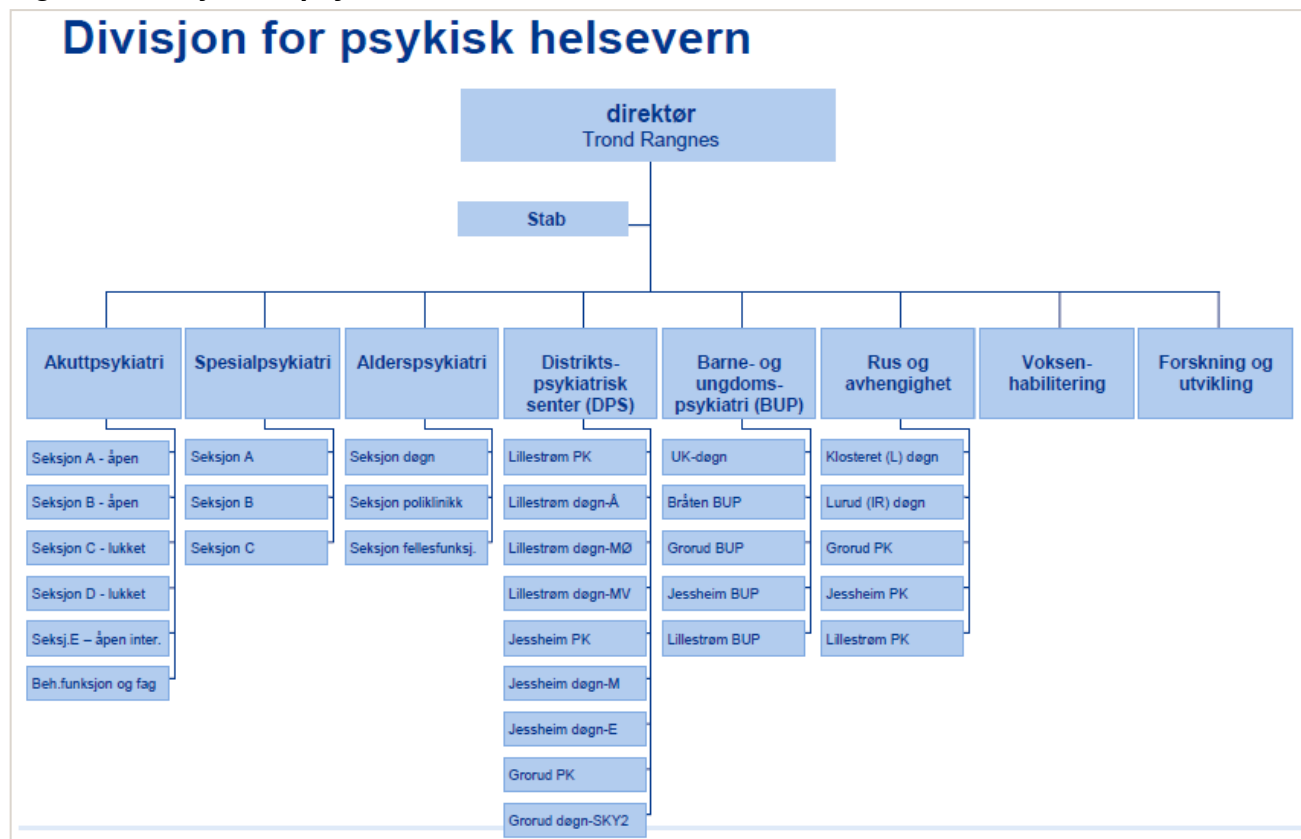 Divisjon for psykisk helsevern
direktør
Trond Rangnes
Stab
Akuttpsykiatri
Seksjon A - åpen
Seksjon B - åpen
Seksjon C - lukket
Seksjon D - lukket
Seksj.E – åpen inter.
Beh.funksjon og fag
Spesialpsykiatri
Seksjon A
Seksjon B
Seksjon C
Alderspsykiatri
Seksjon døgn
Seksjon poliklinikk
Seksjon fellesfunksj.
Distrikts-
psykiatrisk
senter (DPS)
Lillestrøm PK
Lillestrøm døgn-Å
Lillestrøm døgn-MØ
Lillestrøm døgn-MV
Jessheim PK
Jessheim døgn-M
Jessheim døgn-E
Grorud PK
Grorud døgn-SKY2
Barne- og
ungdoms-
psykiatri (BUP)
UK-døgn
Bråten BUP
Grorud BUP
Jessheim BUP
Lillestrøm BUP
Rus og
avhengighet
Klosteret (L) døgn
Lurud (IR) døgn
Grorud PK
Jessheim PK
Lillestrøm PK
Voksen-
habilitering
Forskning og
utvikling